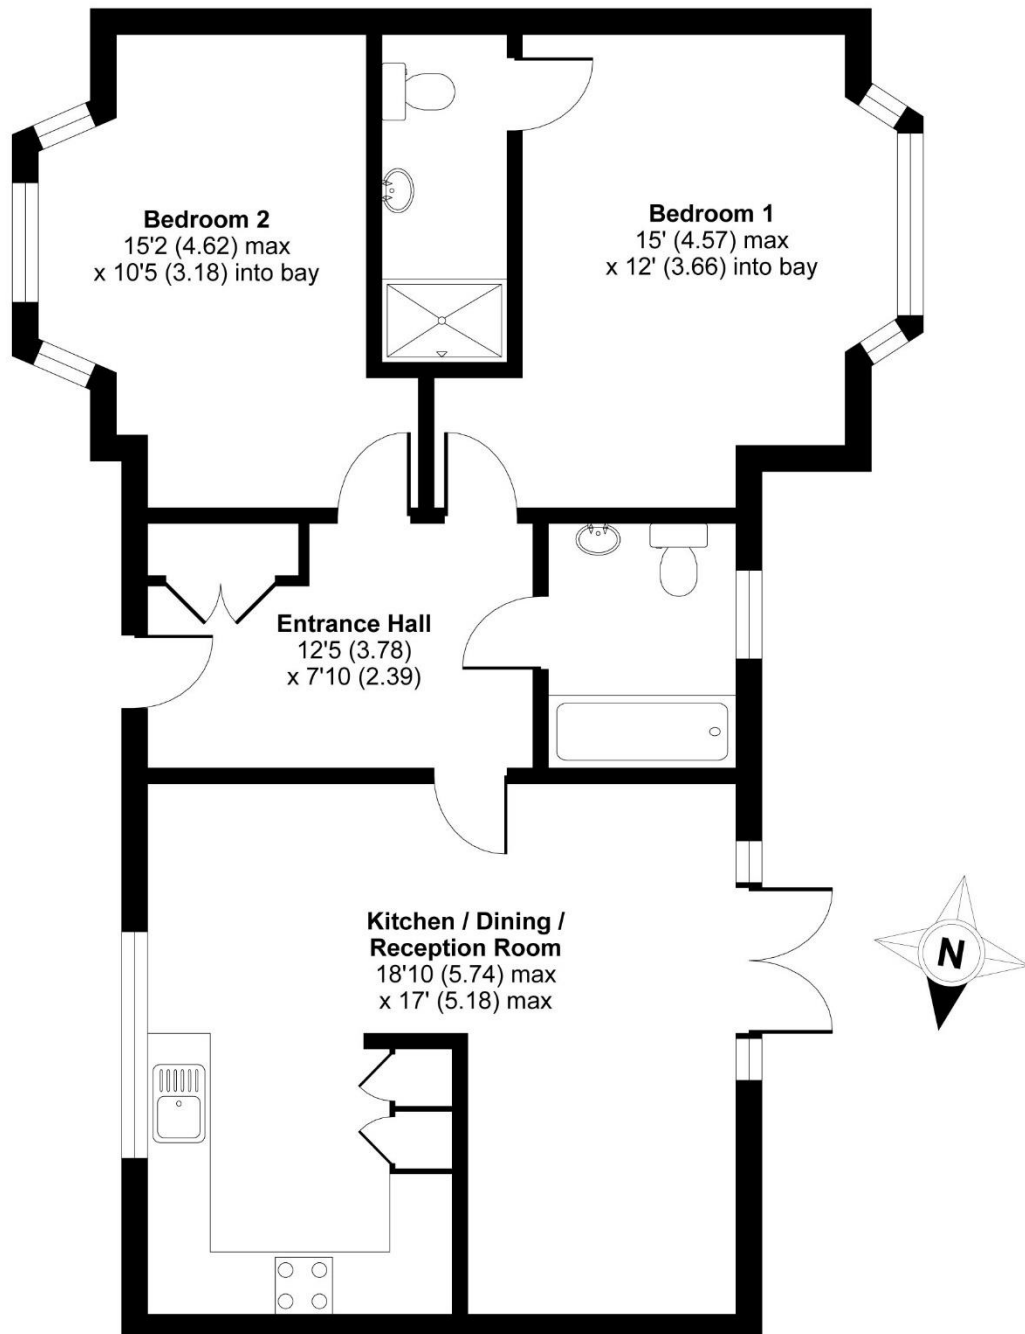 Bedroom 2
15'2 (4.62) max
x 10'5 (3.18) into bay
Bedroom 1
15' (4.57) max
x 12' (3.66) into bay
Entrance Hall
12'5 (3.78)
x 7'10 (2.39)
Kitchen / Dining /
Reception Room
18'10 (5.74) max
x 17' (5.18) max
N